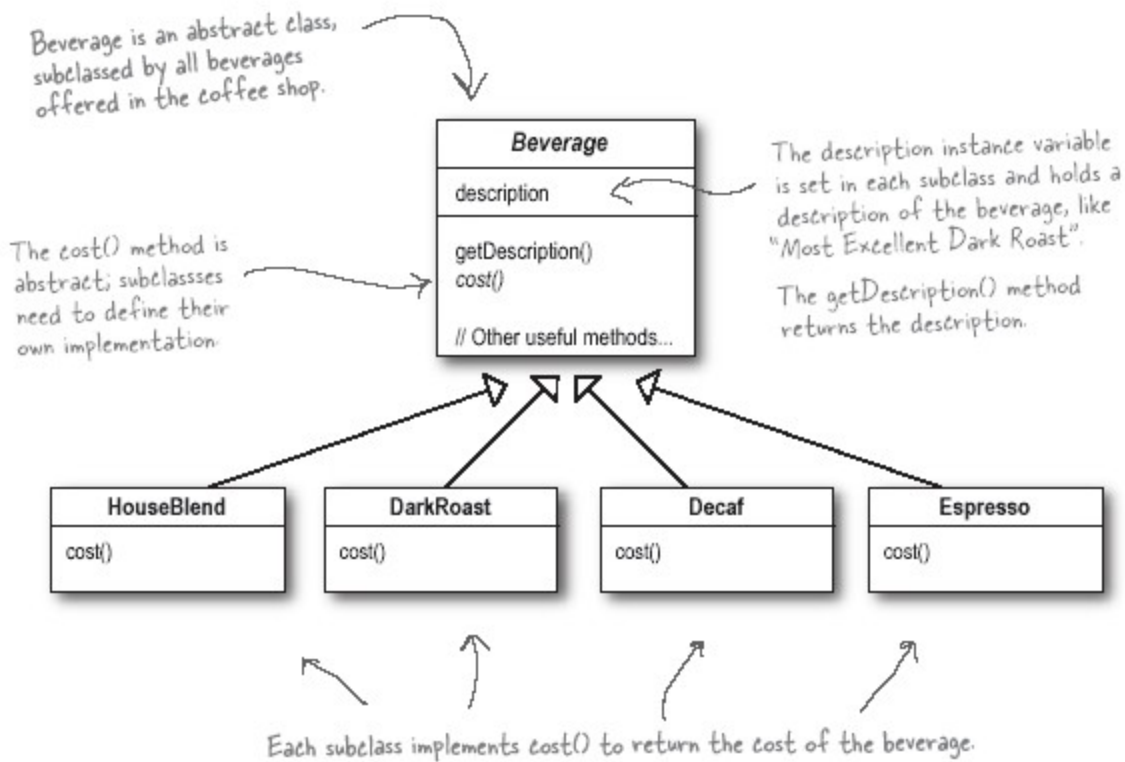 Beverage is an abstract class,
subclassed by all beverages
offered in the coffee shop.
Beverage
description
getDescription()
cost()
// Other useful methods...
The description instance variable
is set in each subclass and holds a
description of the beverage, like
“Most Excellent Dark Roast”.
The getDescription() method
returns the description.
The cost() method is
abstract; subclassses
need to define their
own implementation.
HouseBlend
cost()
DarkRoast
cost()
Decaf
cost()
Espresso
cost()
Each subclass implements cost() to return the cost of the beverage.